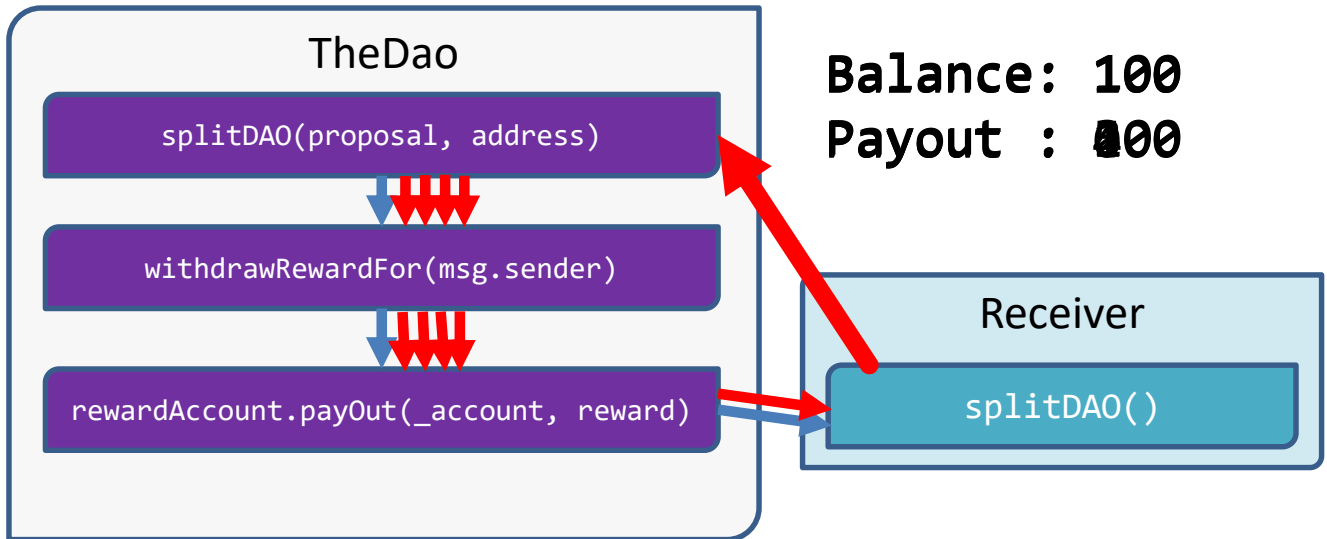 TheDao
splitDAO(proposal, address)
withdrawRewardFor(msg.sender)
rewardAccount.payOut(_account, reward)
Balance: 100
Payout :
Receiver
splitDAO()